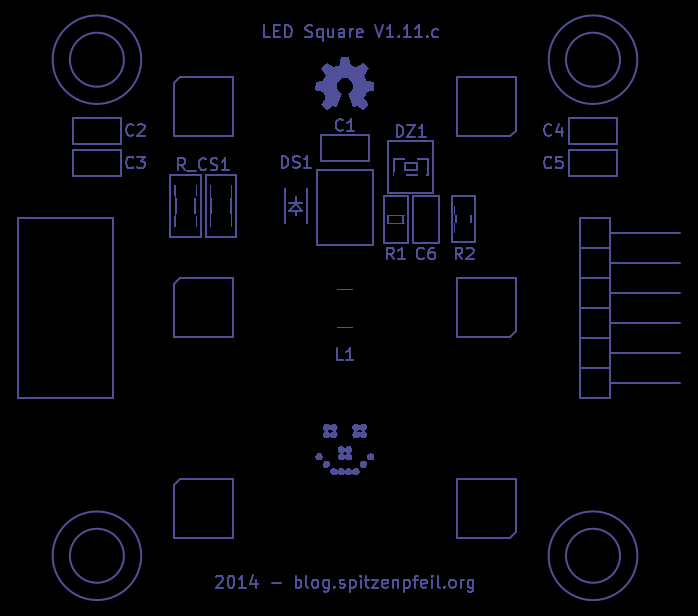 LED Square V1.11.c
C1
C2
DZ1
C4
C3
R_CS1
DS1
C5
R1
C6
R2
L1
2014 – blog.spitzenpfeil.org